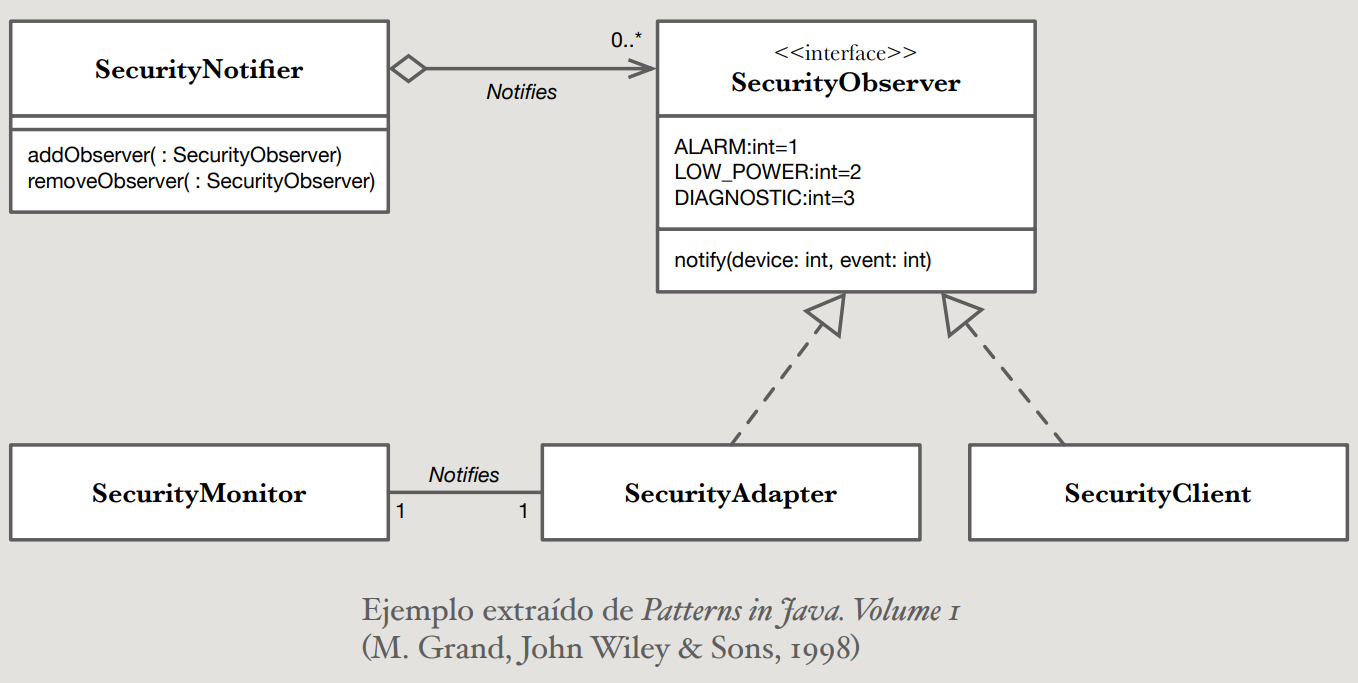 SecurityNotifier
addObserver( : SecurityObserver)
removeObserver( : SecurityObserver)
0..*
Notifies
<<interface>>
SecurityObserver
ALARM:int=1
LOW_POWER:int=2
DIAGNOSTIC:int=3
notify(device: int, event: int)
SecurityMonitor
Notifies
1
1
SecurityAdapter
SecurityClient
Ejemplo extraído de Patterns in Java. Volume 1
(M. Grand, John Wiley & Sons, 1998)